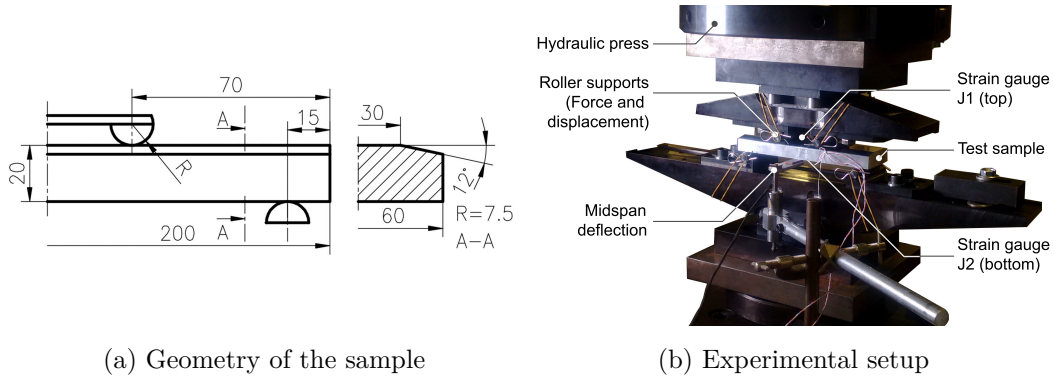 70
A
15
30
20
R
12°
60
R=7.5
A
A-A
200
(a) Geometry of the sample
Hydraulic press
Roller supports
(Force and
displacement)
Strain gauge
J1 (top)
Test sample
Midspan
deflection
Strain gauge
J2 (bottom)
(b) Experimental setup